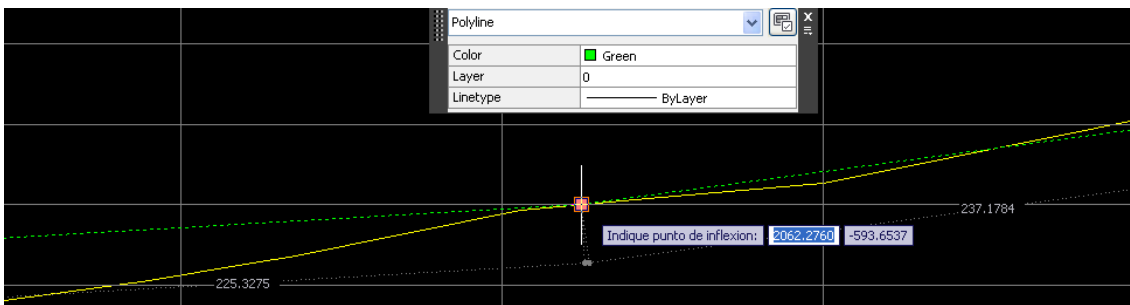 Polyline
Color Green
Layer 0
Linetype ByLayer
237.1784
Indique punto de inflexion: 2062.2760 -593.6537
225.3275